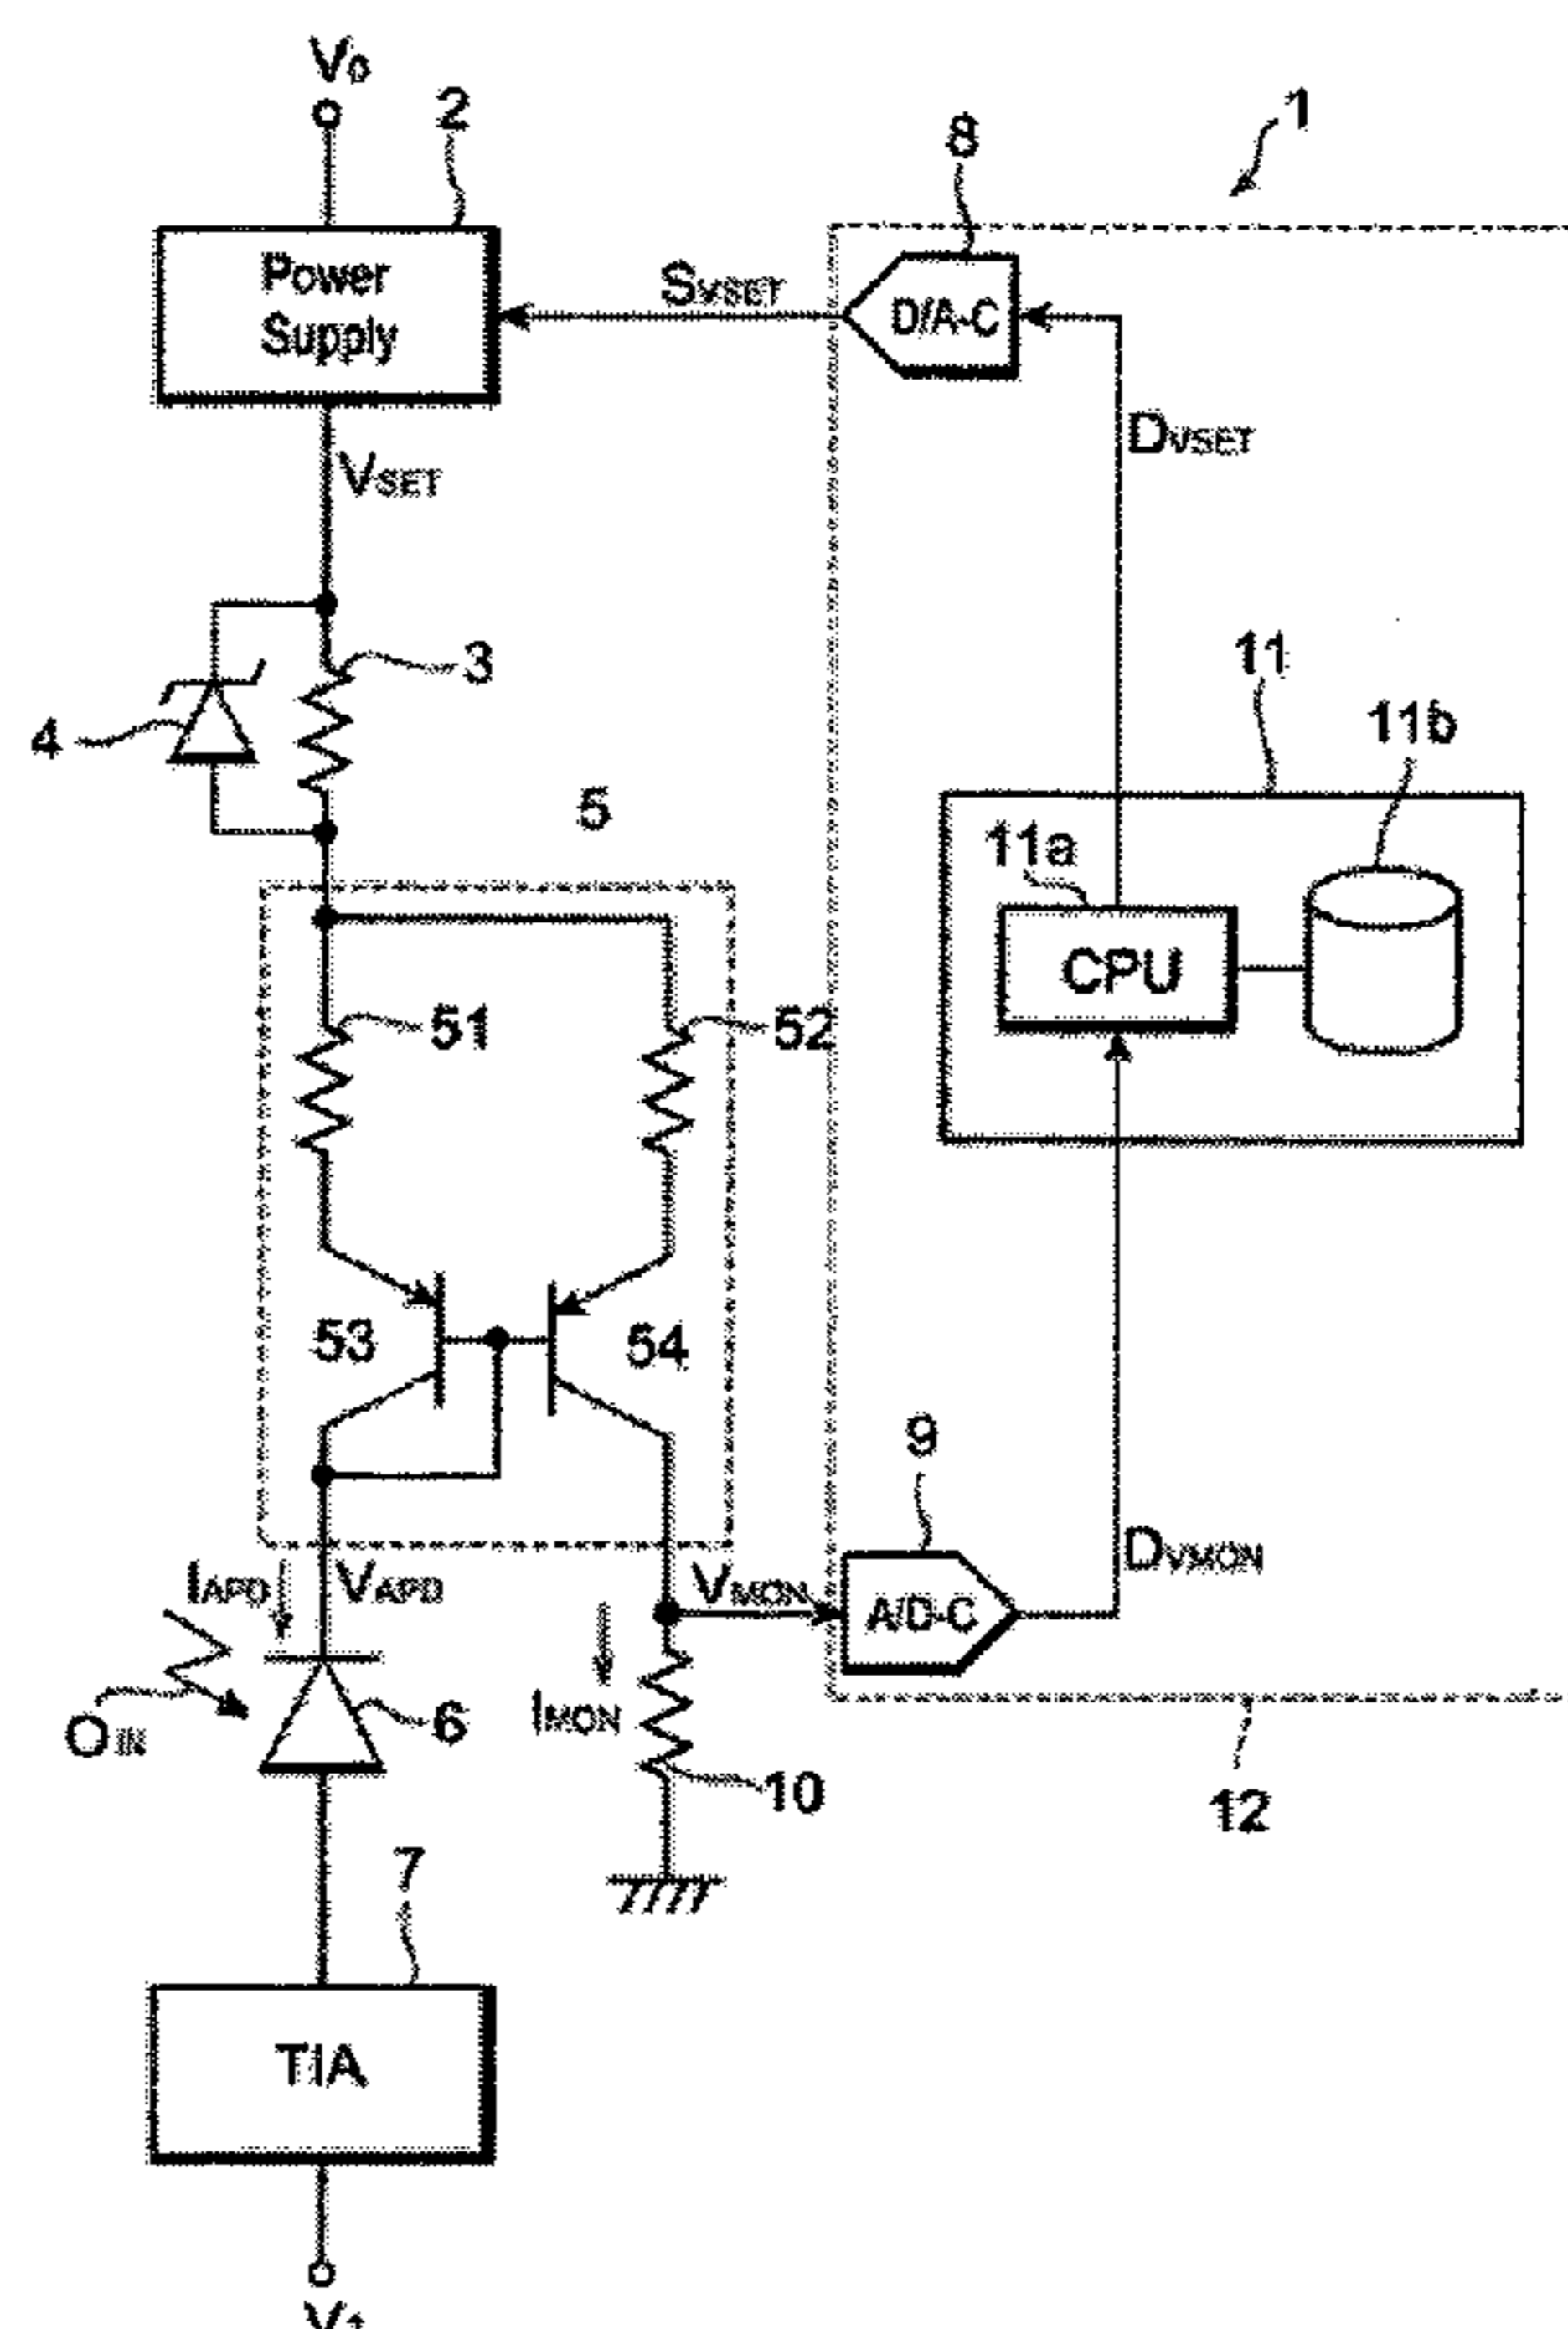 V0
2
8
1
Power
Supply
SVSET
D/A-C
DVSET
VSET
3
4
11
11b
5
11a
CPU
51
52
53
54
9
IAPD
VAPD
VMON
A/D-C
DVMON
OIN
6
IMON
10
12
7
TIA
V1